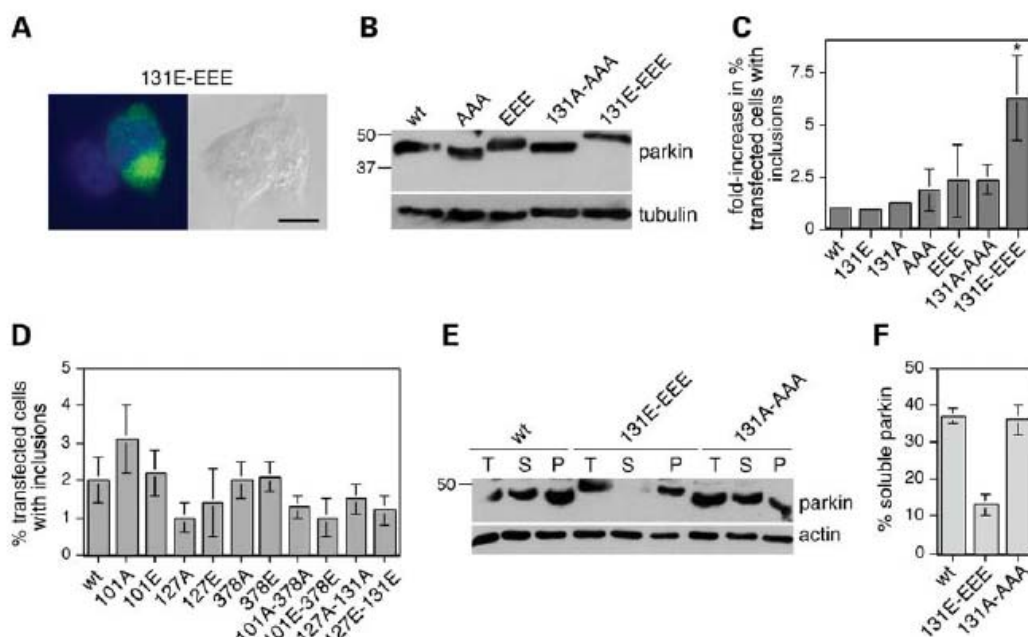 A
131E-EEE
B
wt AAA EEE 131A-AAA 131E-EEE
50
37
parkin
tubulin
C
fold-increase in %
transfected cells with
inclusions
7.5
5
2.5
0
*
wt 131E 131A AAA EEE 131A-AAA 131E-EEE
D
% transfected cells
with inclusions
5
4
3
2
1
0
wt 101A 101E 127A 127E 378A 378E 101A-378A 101E-378E 127A-131A 127E-131E
E
wt 131E-EEE 131A-AAA
T S P T S P T S P
50
parkin
actin
F
% soluble parkin
50
40
30
20
10
0
wt 131E-EEE 131A-AAA